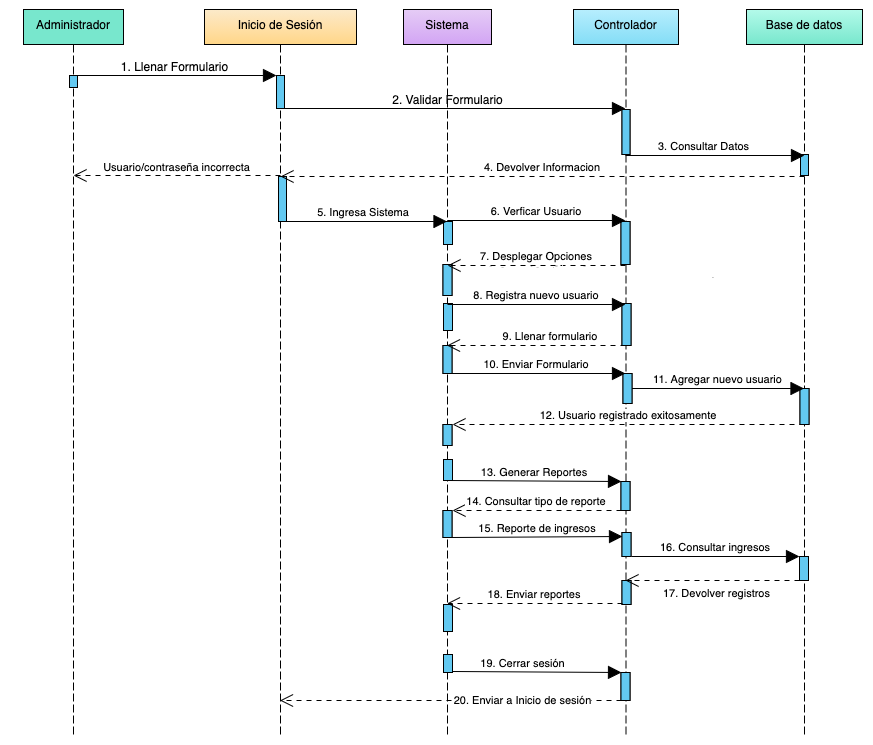 Administrador
Inicio de Sesión
Sistema
Controlador
Base de datos
1. Llenar Formulario
2. Validar Formulario
3. Consultar Datos
Usuario/contraseña incorrecta
4. Devolver Informacion
5. Ingresa Sistema
6. Verficar Usuario
7. Desplegar Opciones
8. Registra nuevo usuario
9. Llenar formulario
10. Enviar Formulario
11. Agregar nuevo usuario
12. Usuario registrado exitosamente
13. Generar Reportes
14. Consultar tipo de reporte
15. Reporte de ingresos
16. Consultar ingresos
17. Devolver registros
18. Enviar reportes
19. Cerrar sesión
20. Enviar a Inicio de sesión